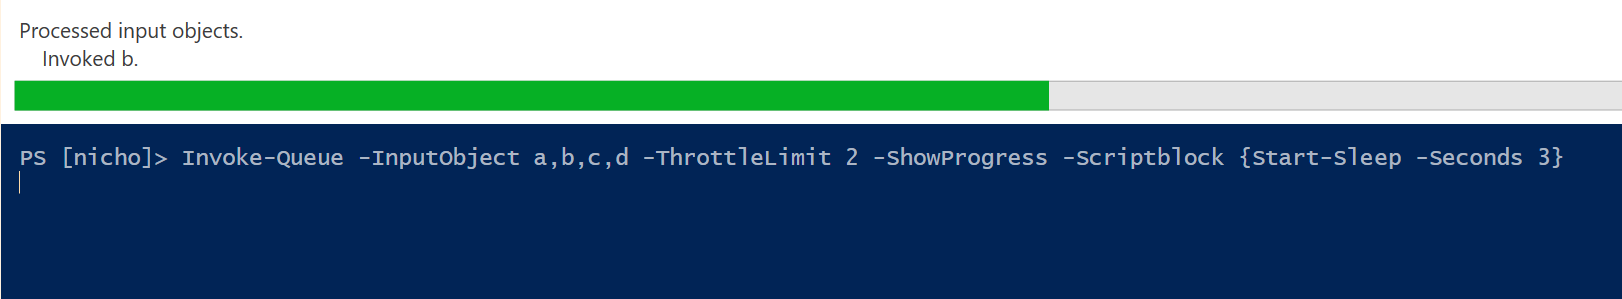 Processed input objects.
Invoked b.
PS [nicho]> Invoke-Queue -InputObject a,b,c,d -ThrottleLimit 2 -ShowProgress -Scriptblock {Start-Sleep -Seconds 3}